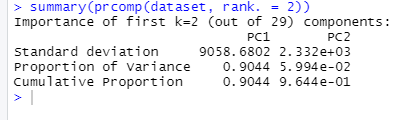 > summary(prcomp(dataset, rank. = 2))
Importance of first k=2 (out of 29) components:
PC1 PC2
Standard deviation 9058.6802 2.332e+03
Proportion of Variance 0.9044 5.994e-02
Cumulative Proportion 0.9044 9.644e-01
>